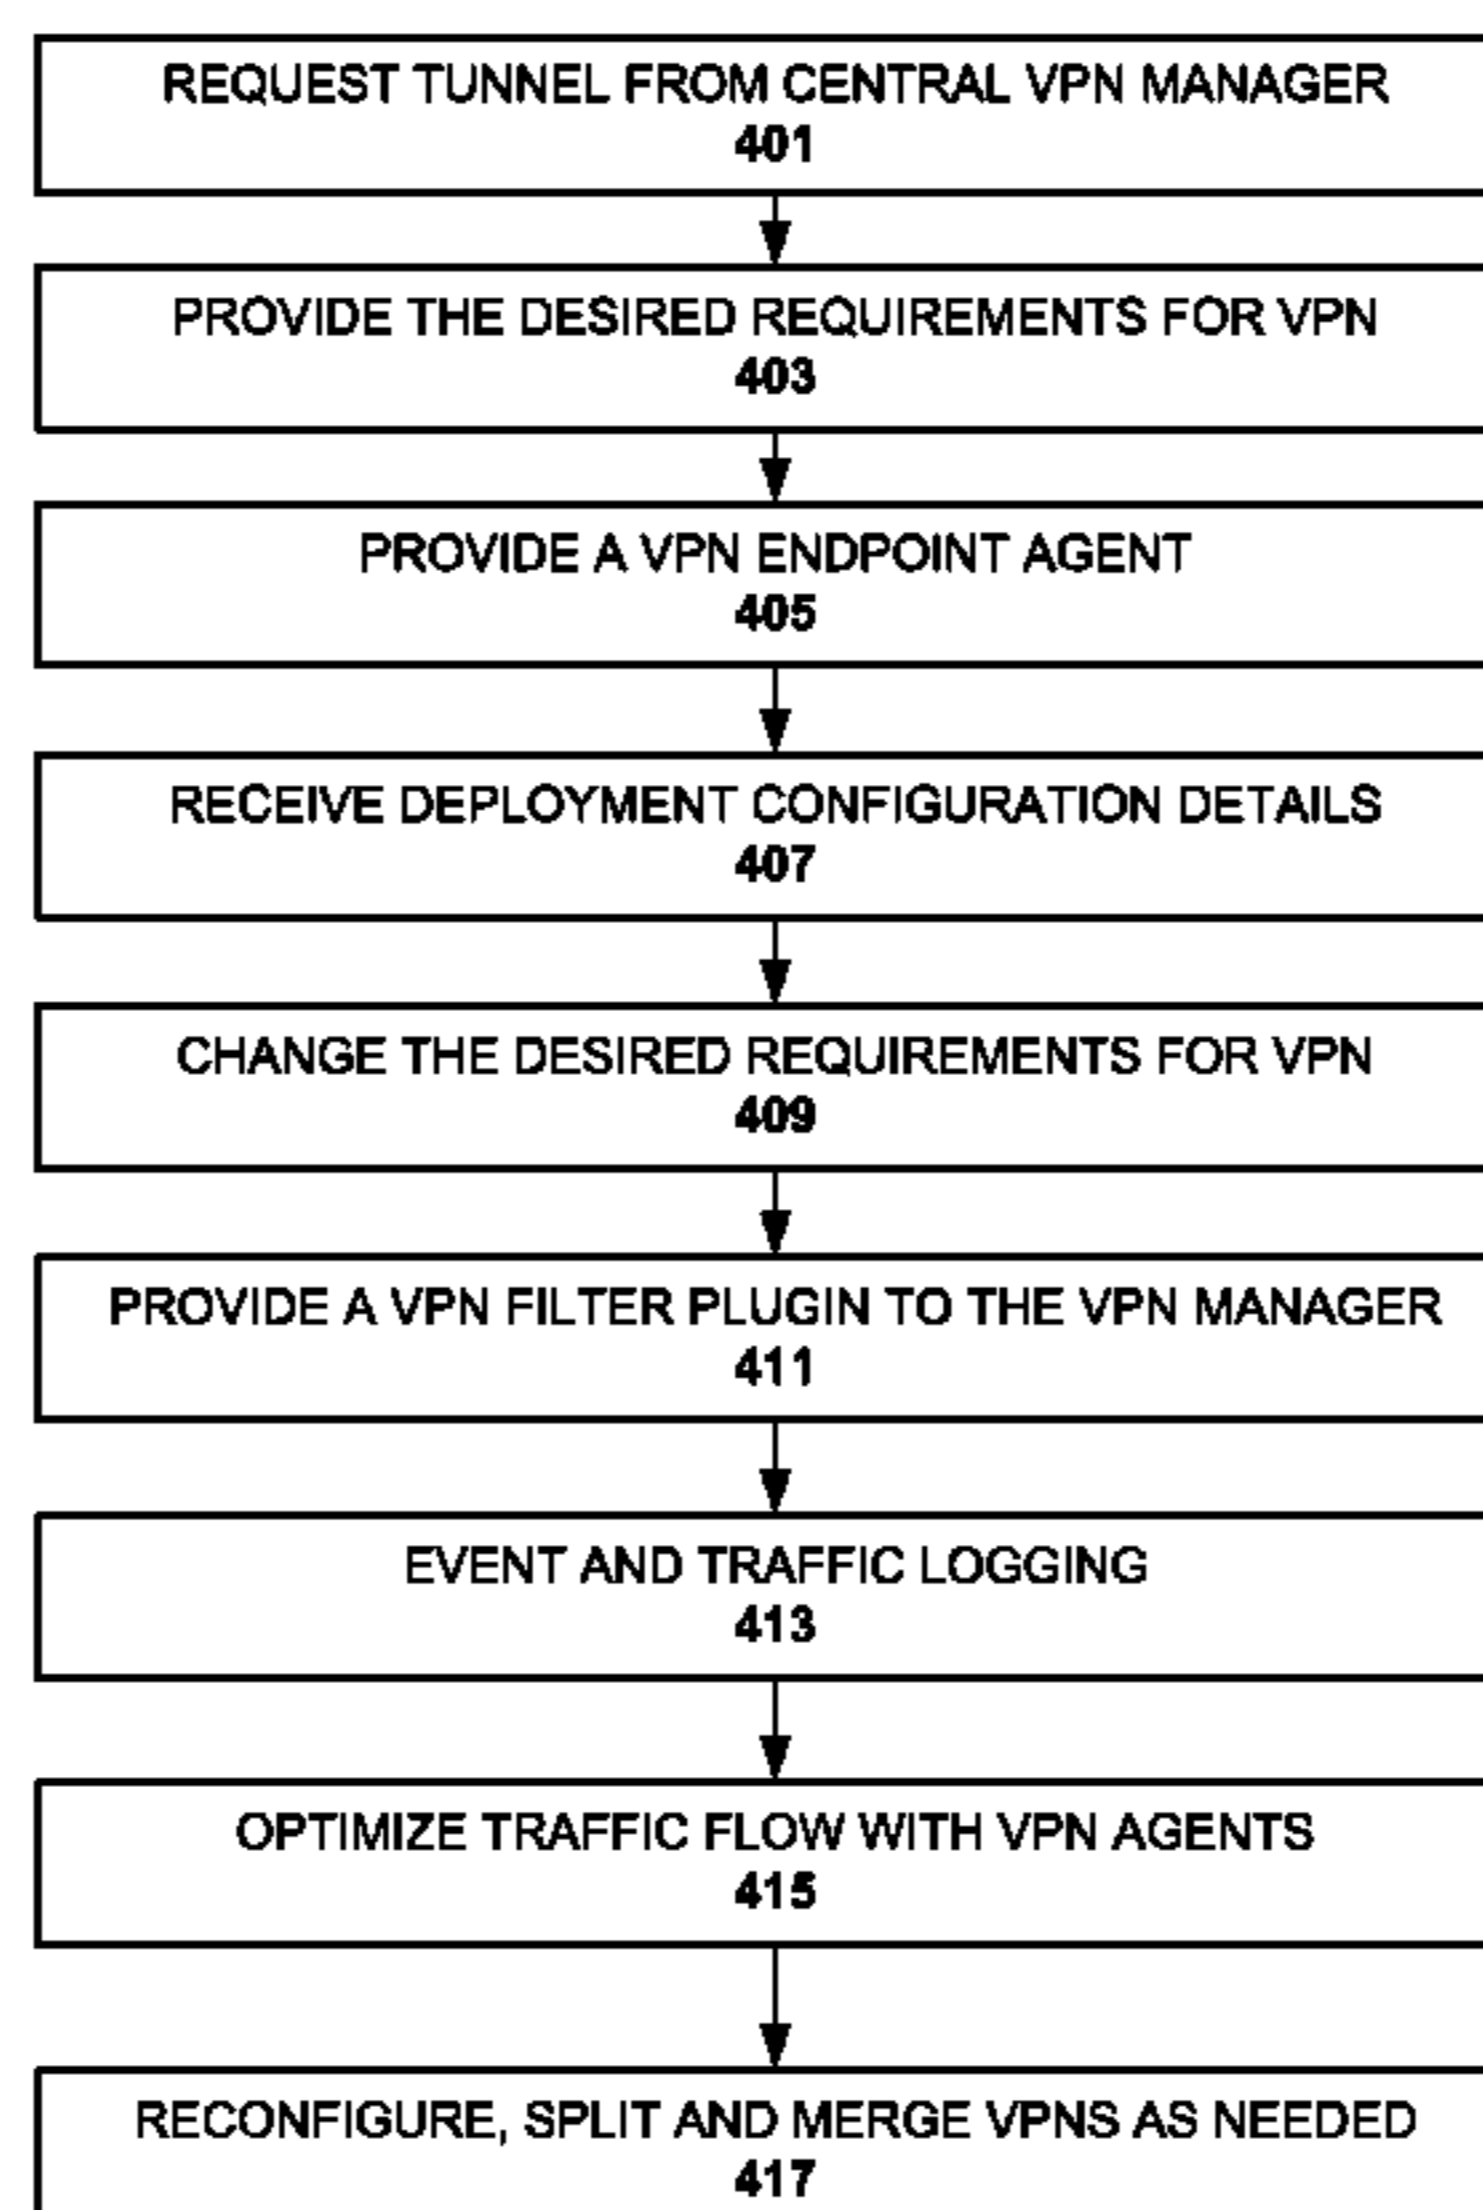 REQUEST TUNNEL FROM CENTRAL VPN MANAGER
401
PROVIDE THE DESIRED REQUIREMENTS FOR VPN
403
PROVIDE A VPN ENDPOINT AGENT
405
RECEIVE DEPLOYMENT CONFIGURATION DETAILS
407
CHANGE THE DESIRED REQUIREMENTS FOR VPN
409
PROVIDE A VPN FILTER PLUGIN TO THE VPN MANAGER
411
EVENT AND TRAFFIC LOGGING
413
OPTIMIZE TRAFFIC FLOW WITH VPN AGENTS
415
RECONFIGURE, SPLIT AND MERGE VPNS AS NEEDED
417